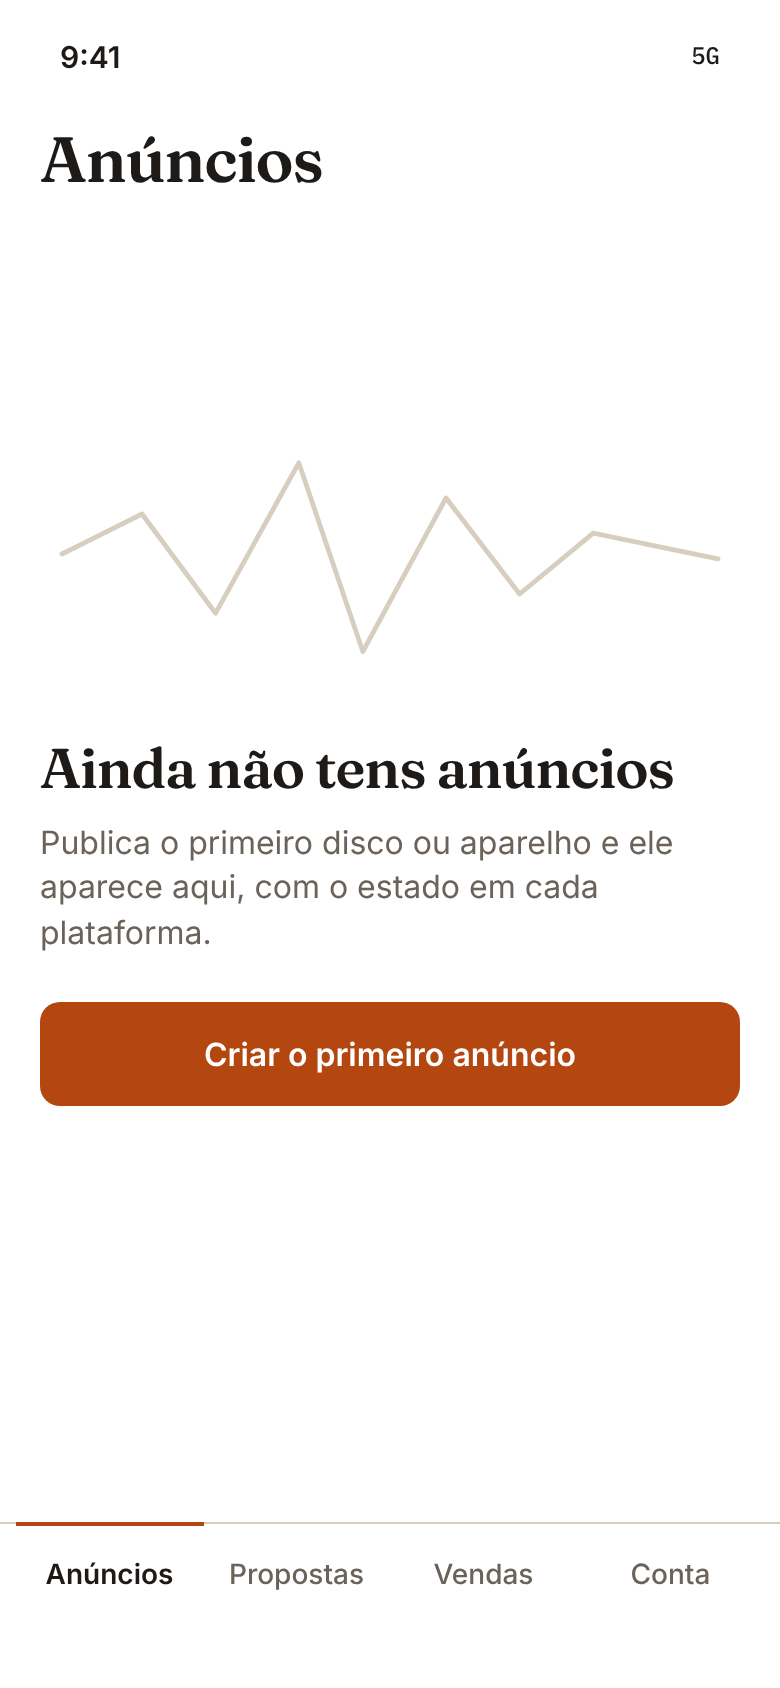 9:41
5G
Anúncios
Ainda não tens anúncios
Publica o primeiro disco ou aparelho e ele
aparece aqui, com o estado em cada
plataforma.
Criar o primeiro anúncio
Anúncios
Propostas
Vendas
Conta